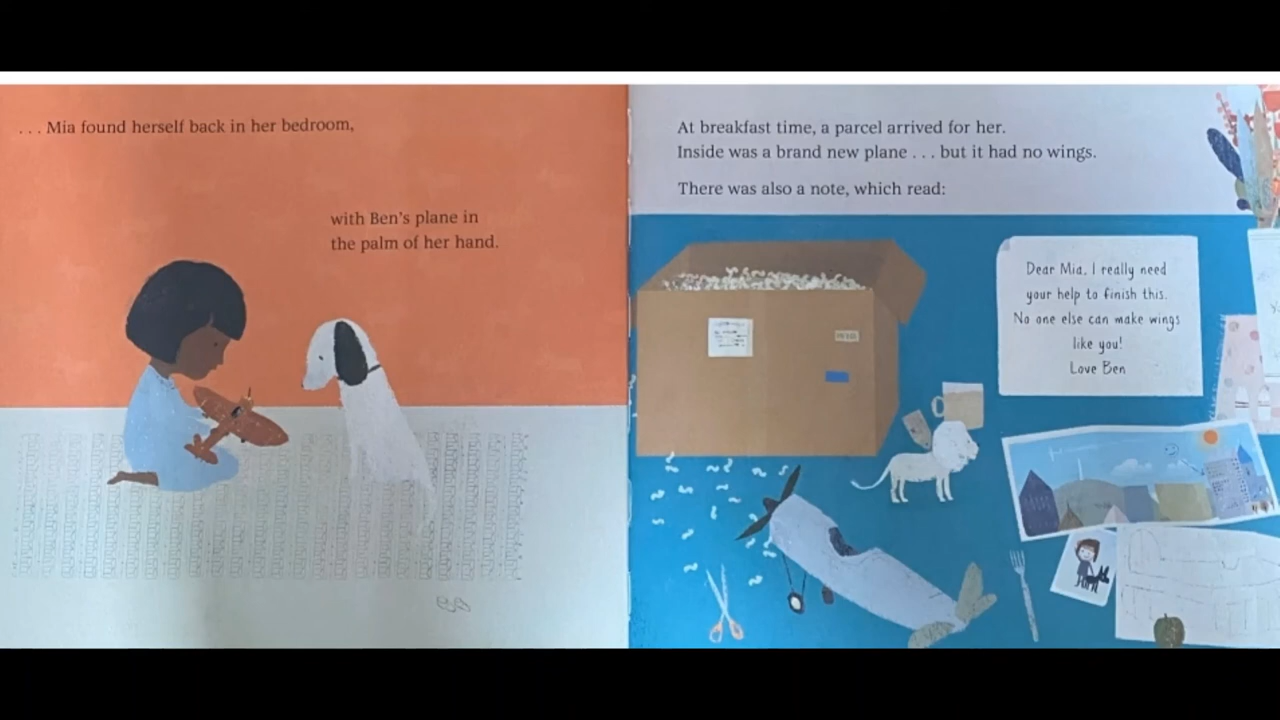 . . . Mia found herself back in her bedroom,
with Ben's plane in
the palm of her hand.
At breakfast time, a parcel arrived for her.
Inside was a brand new plane . . . but it had no wings.
There was also a note, which read:
Dear Mia, I really need
your help to finish this.
No one else can make wings
like you!
Love Ben